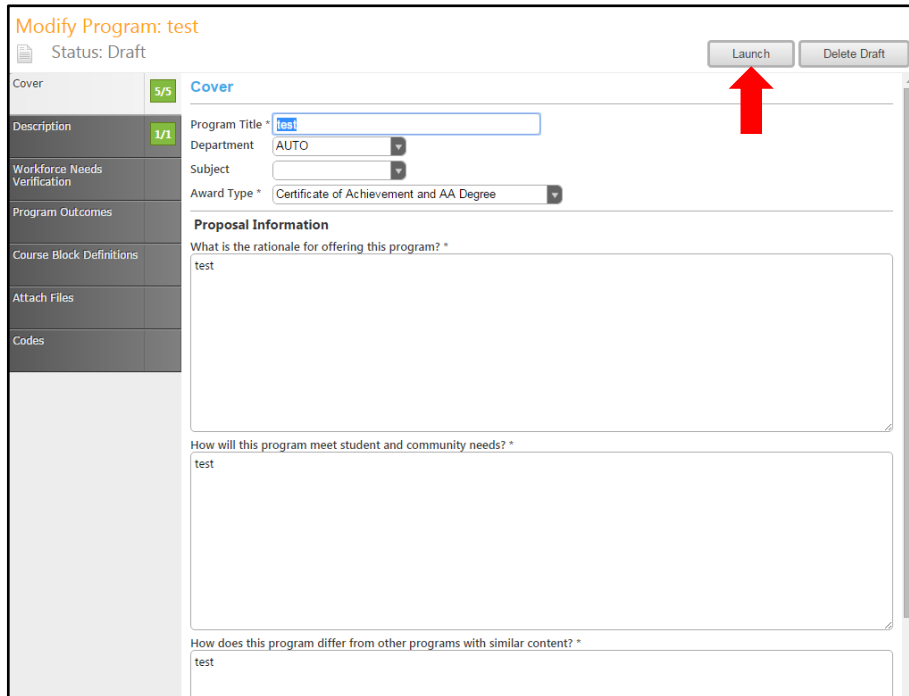 Modify Program: test
Status: Draft
Launch
Delete Draft
Cover
5/5
Description
1/1
Workforce Needs
Verification
Program Outcomes
Course Block Definitions
Attach Files
Codes
Cover
Program Title * test
Department AUTO
Subject
Award Type * Certificate of Achievement and AA Degree
Proposal Information
What is the rationale for offering this program? *
test
How will this program meet student and community needs? *
test
How does this program differ from other programs with similar content? *
test